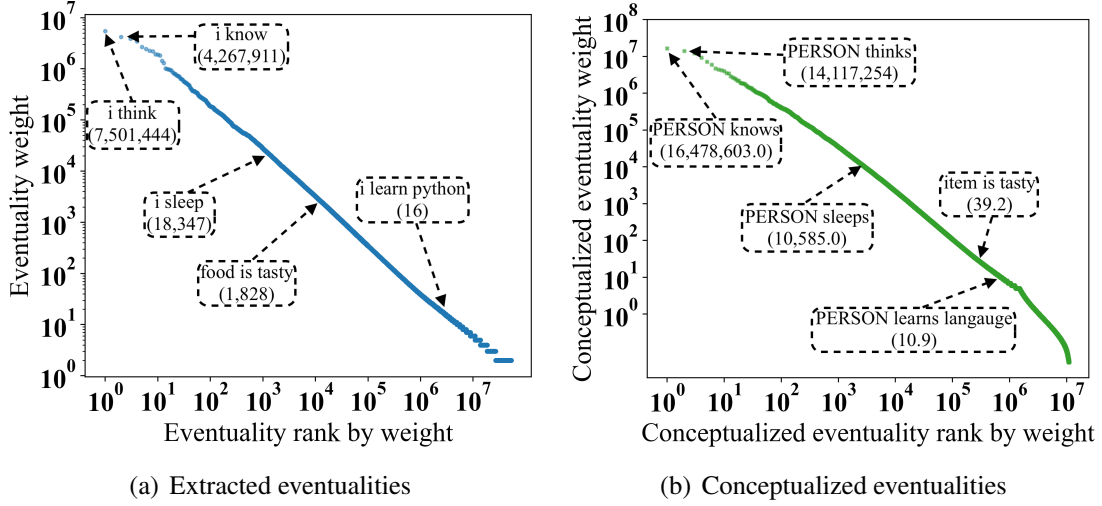 10^7
10^6
10^5
10^4
10^3
10^2
10^1
10^0
Eventuality weight
i know
(4,267,911)
i think
(7,501,444)
i sleep
(18,347)
i learn python
(16)
food is tasty
(1,828)
10^0 10^1 10^2 10^3 10^4 10^5 10^6 10^7
Eventuality rank by weight
(a) Extracted eventualities
10^8
10^7
10^6
10^5
10^4
10^3
10^2
10^1
10^0
Conceptualized eventuality weight
PERSON thinks
(14,117,254)
PERSON knows
(16,478,603.0)
item is tasty
(39.2)
PERSON sleeps
(10,585.0)
PERSON learns langauge
(10.9)
10^0 10^1 10^2 10^3 10^4 10^5 10^6 10^7
Conceptualized eventuality rank by weight
(b) Conceptualized eventualities